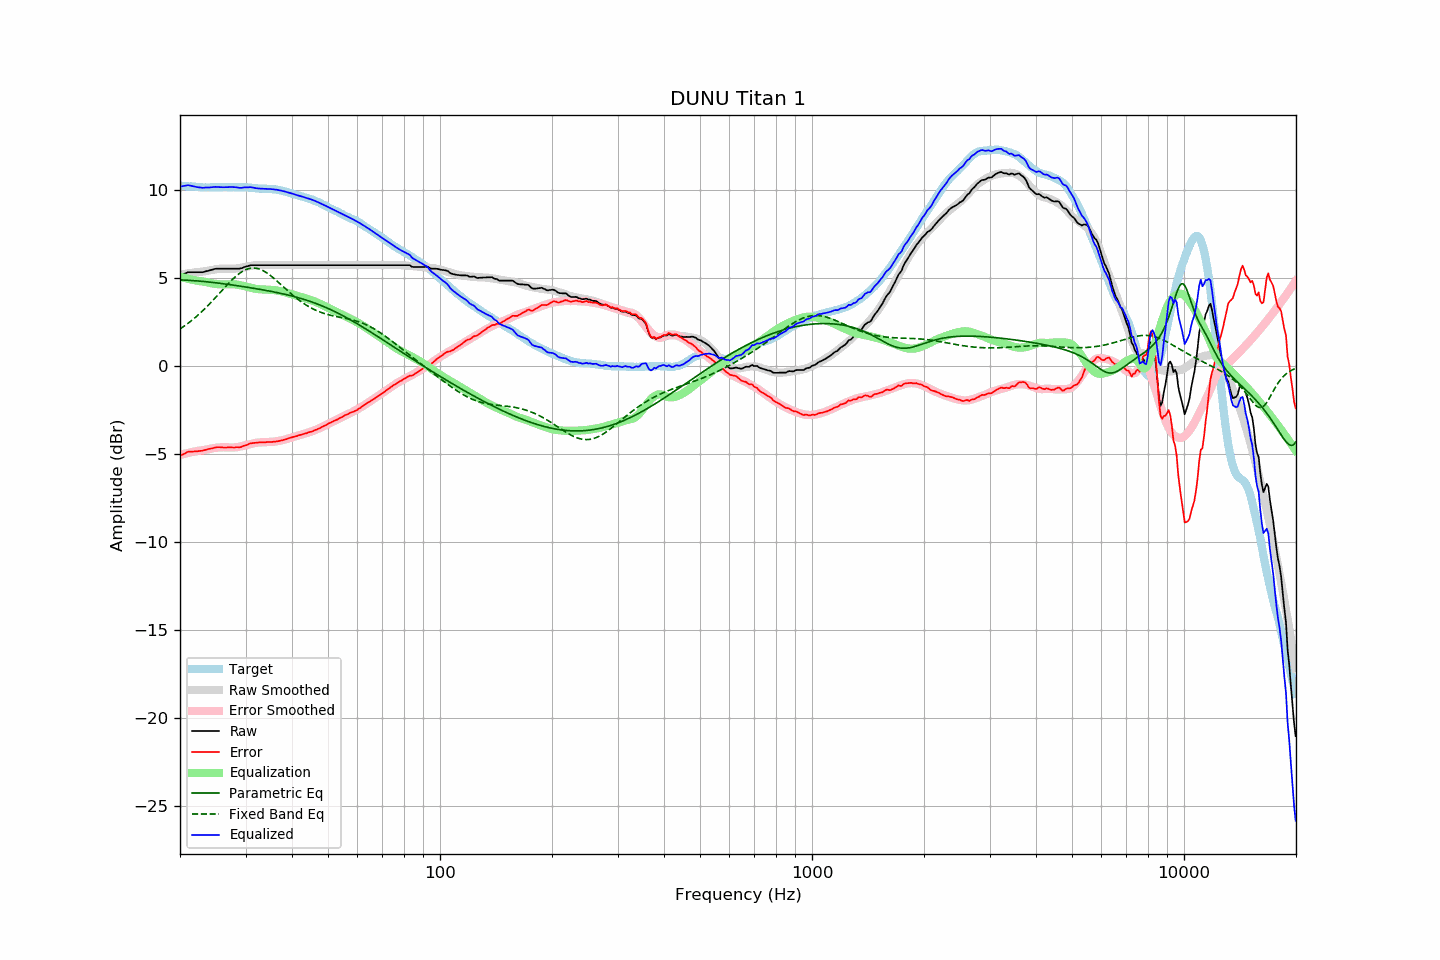 DUNU Titan 1
Amplitude (dBr)
10
5
0
−5
−10
−15
−20
−25
Target
Raw Smoothed
Error Smoothed
Raw
Error
Equalization
Parametric Eq
Fixed Band Eq
Equalized
100 1000 10000
Frequency (Hz)